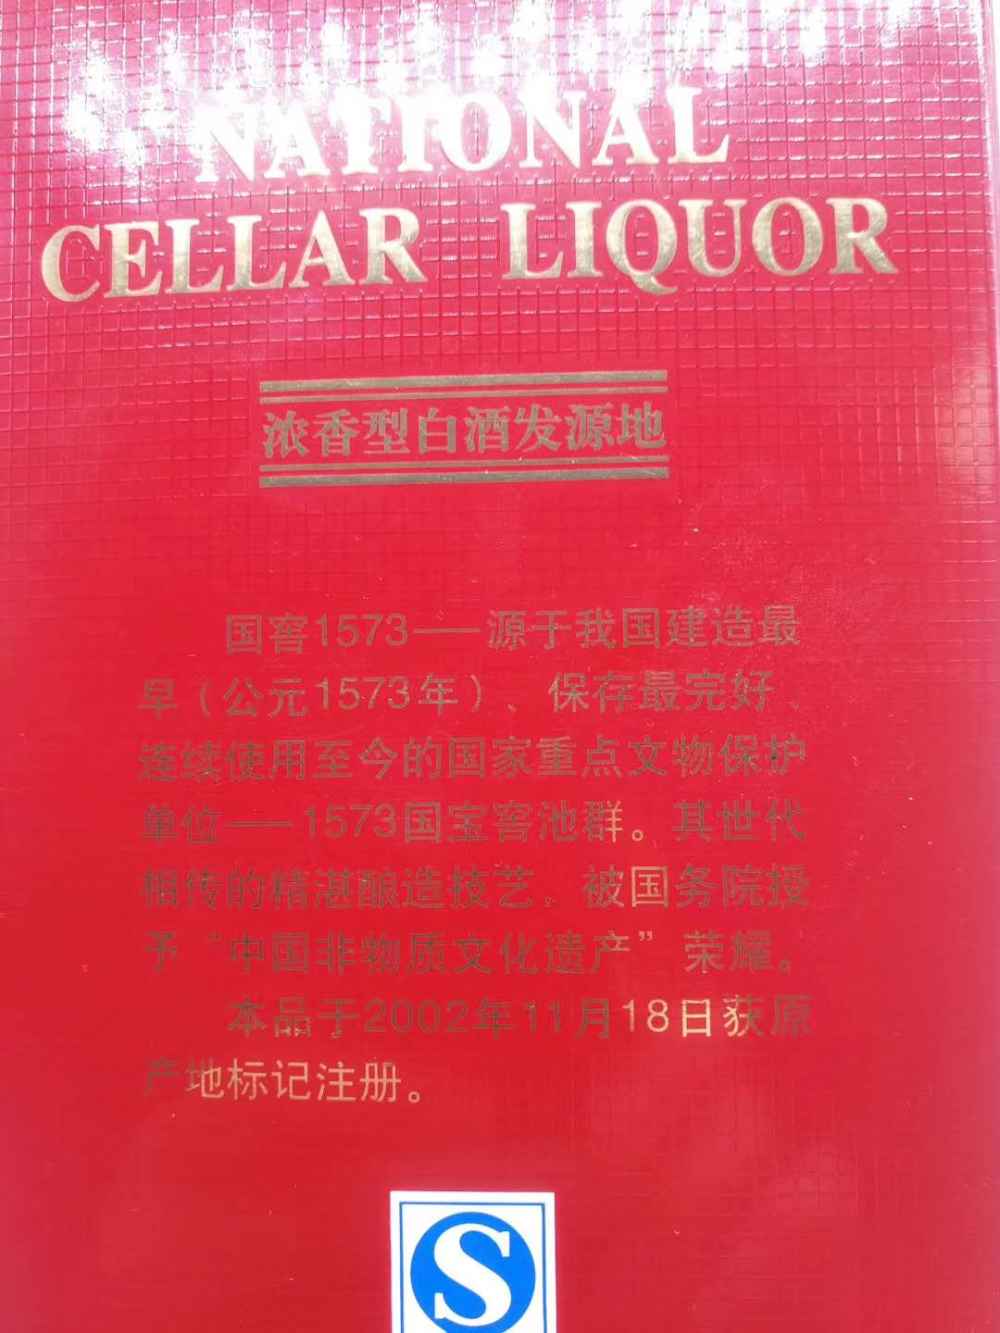 NATIONAL
CELLAR LIQUOR
浓香型白酒发源地
国窖1573——源于我国建造最
早（公元1573年）、保存最完好、
连续使用至今的国家重点文物保护
单位——1573国宝窖池群。其世代
相传的精湛酿造技艺，被国务院授
予“中国非物质文化遗产”荣耀。
本品于2002年11月18日获原
产地标记注册。
S